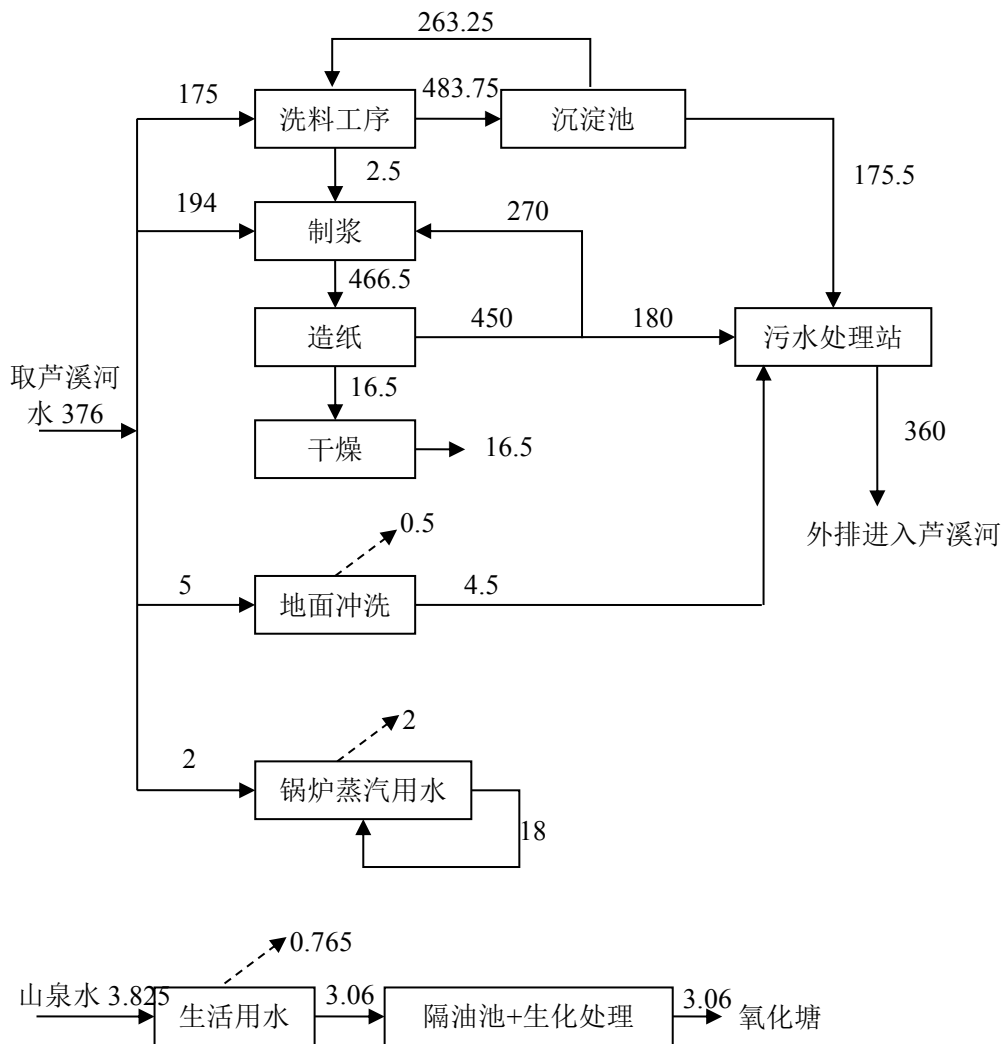 263.25
175
483.75
洗料工序
沉淀池
2.5
175.5
194
270
制浆
466.5
造纸
450
180
污水处理站
取芦溪河
水 376
16.5
干燥
16.5
360
外排进入芦溪河
0.5
5
地面冲洗
4.5
2
2
锅炉蒸汽用水
18
0.765
山泉水 3.825
生活用水
3.06
隔油池+生化处理
3.06
氧化塘